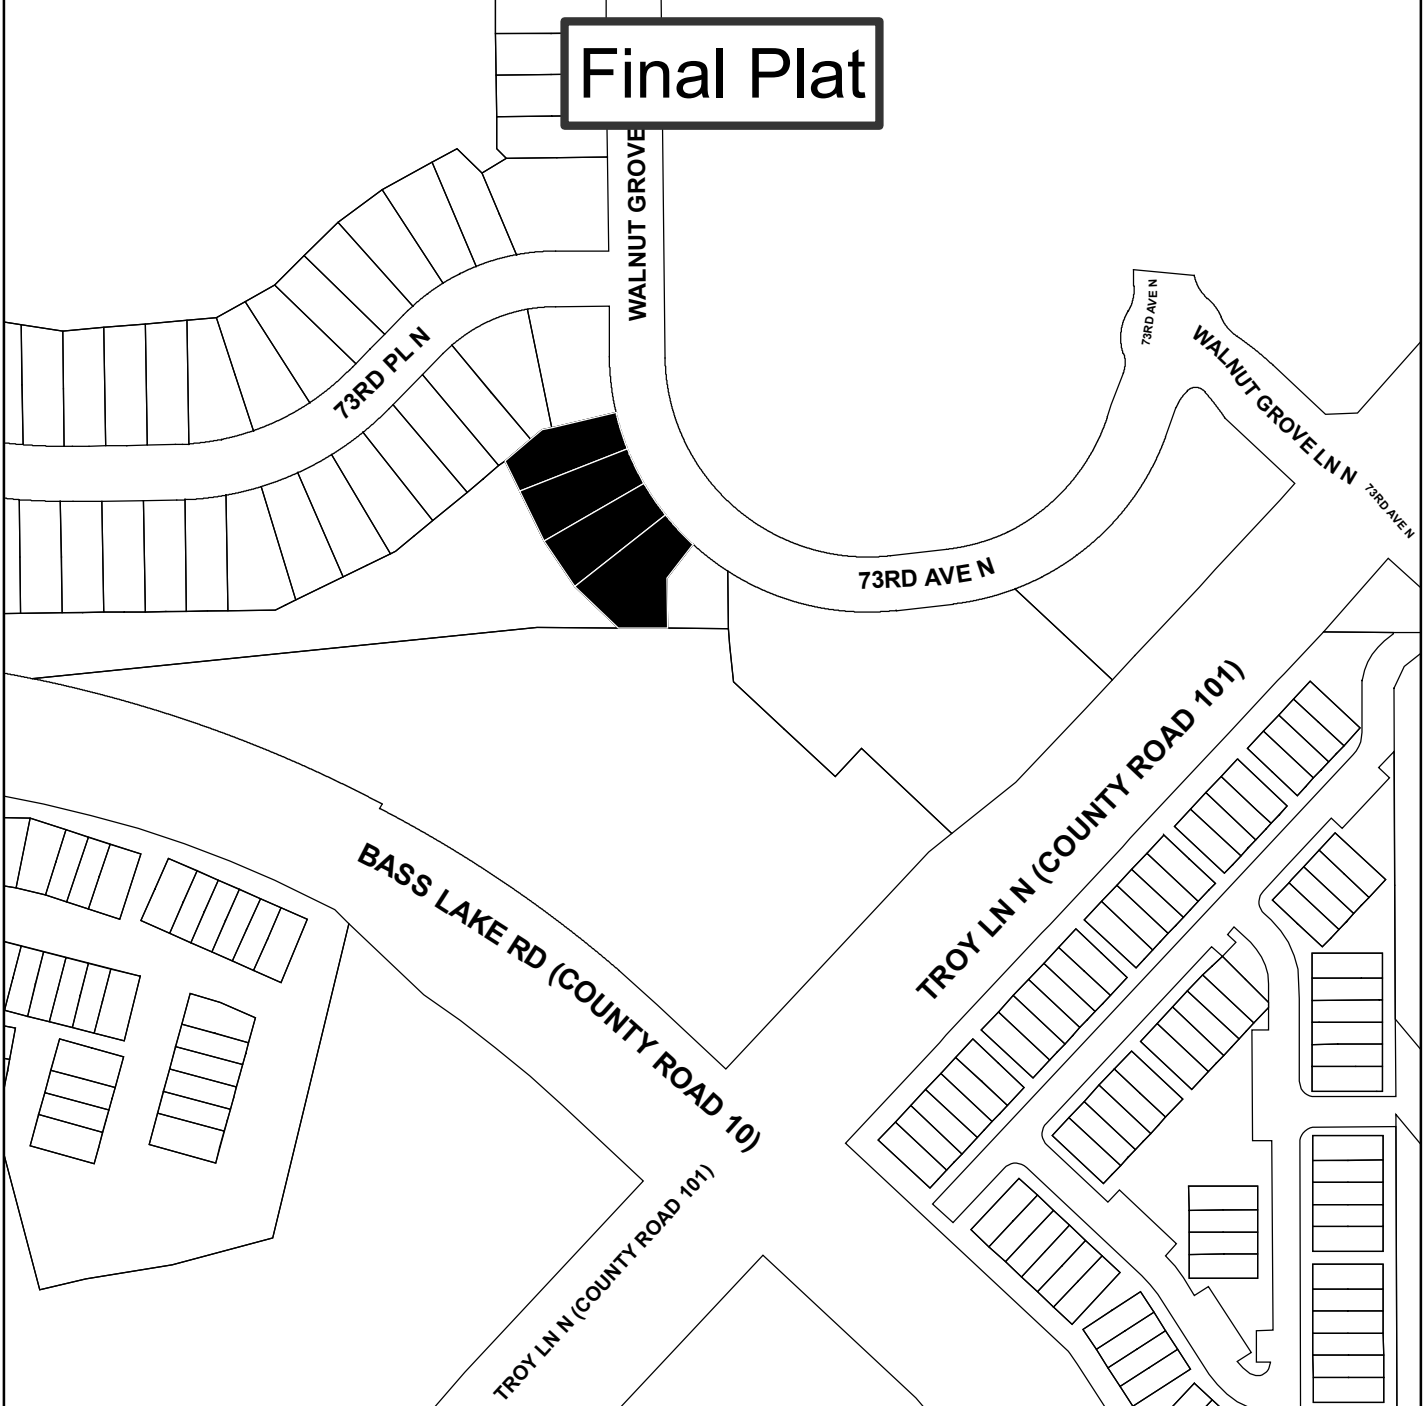 Final Plat
WALNUT GROVE
73RD AVE N
WALNUT GROVE LN N
73RD PL N
73RD AVE N
73RD AVE N
TROY LN N (COUNTY ROAD 101)
BASS LAKE RD (COUNTY ROAD 10)
TROY LN N (COUNTY ROAD 101)